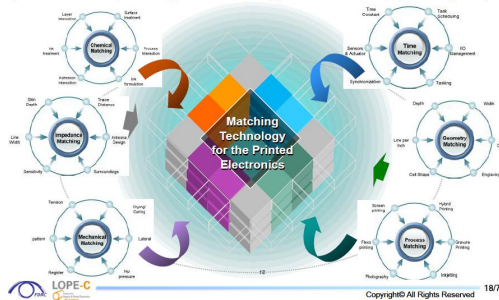 Layer
Interaction
Surface
treatment
Ink
treatment
Chemical
Matching
Process
Interaction
Adhesion
Interaction
Ink
formulation
Time
Constant
Task
Scheduling
Sensors
& Actuator
Time
Matching
I/O
Management
Synchronization
Tasking
Skin
Depth
Trace
Distance
Line
Width
Impedance
Matching
Antenna
Design
Sensitivity
Surroundings
Matching
Technology
for the Printed
Electronics
Depth
Width
Line per
Inch
Geometry
Matching
Cell Shape
Engraving
Tension
Drying/
Curing
pattern
Mechanical
Matching
Lateral
Register
Nip
pressure
Screen
printing
Hybrid
Printing
Flexo
printing
Process
Matching
Gravure
Printing
Photography
Inkjetting
12
LOPE-C
187
Copyright© All Rights Reserved